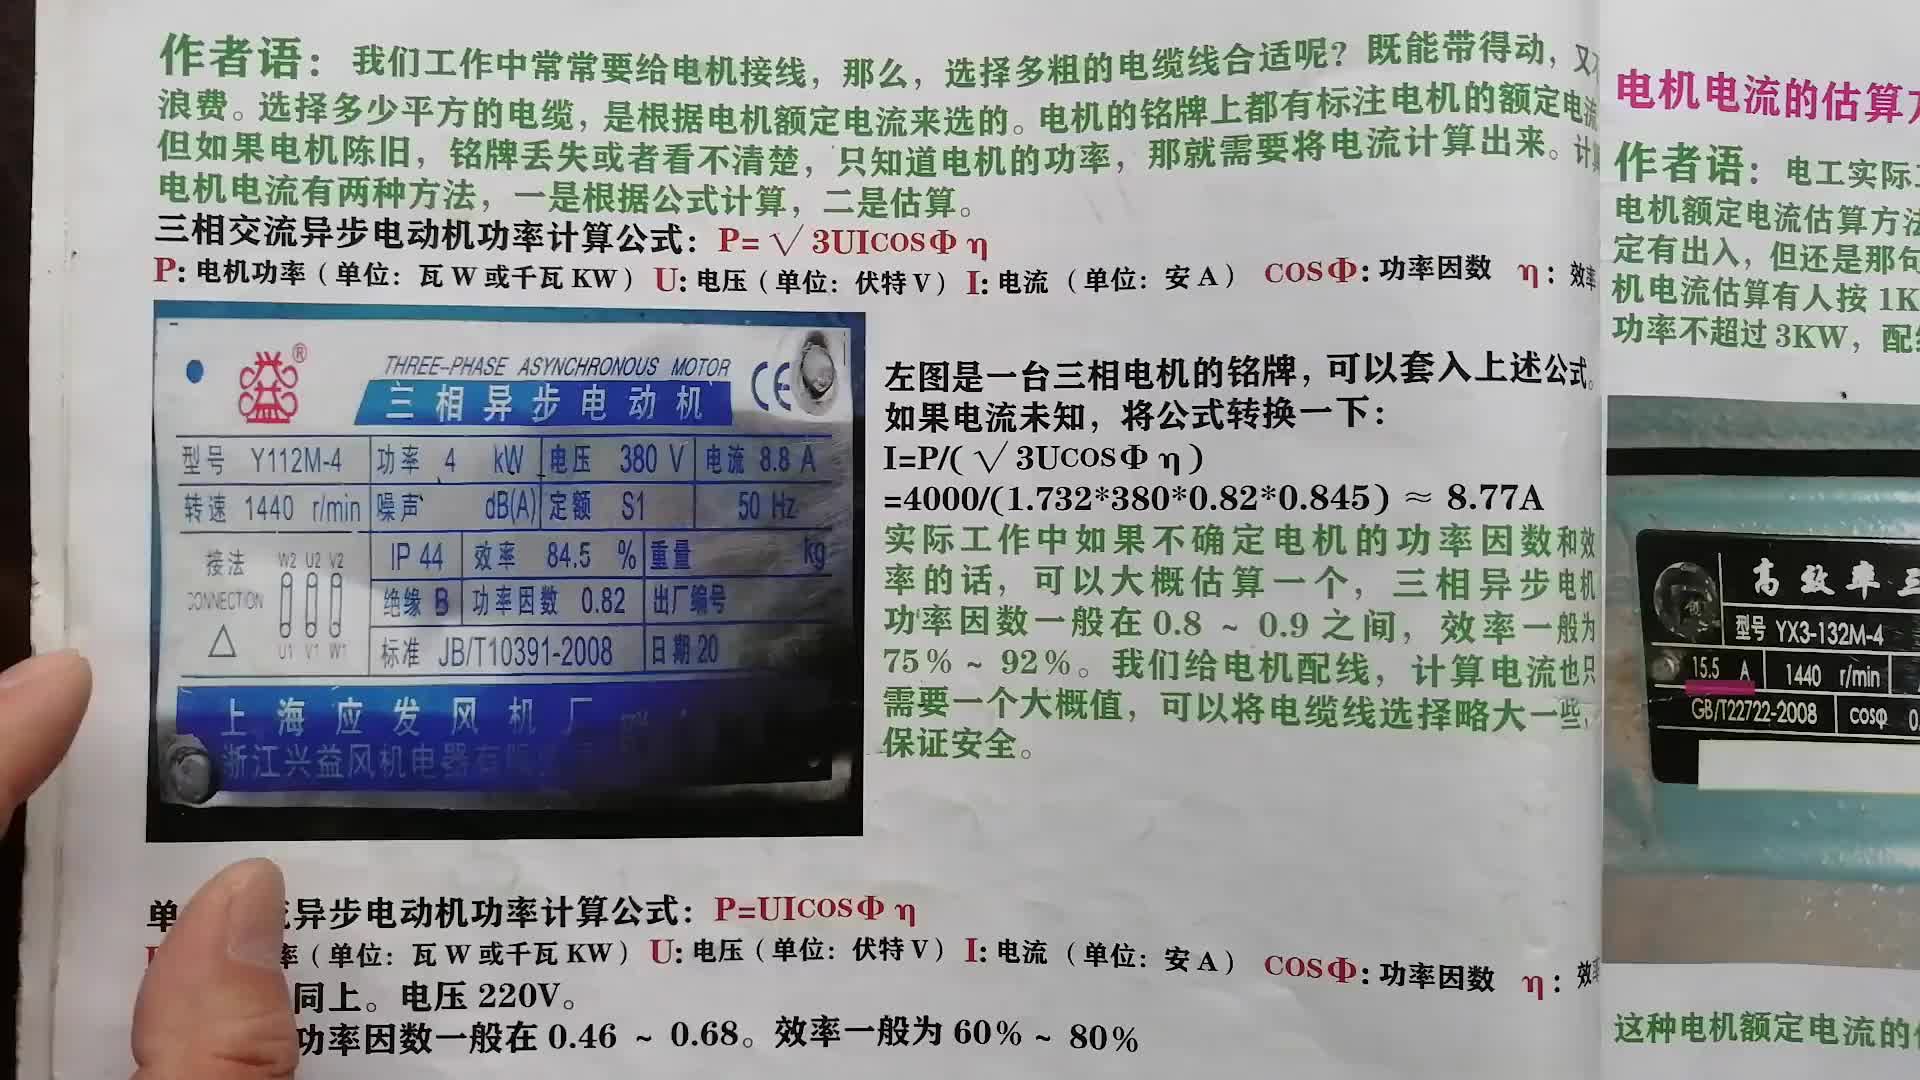 作者语：我们工作中常常要给电机接线，那么，选择多粗的电缆线合适呢？既能带得动，又
浪费。选择多少平方的电缆，是根据电机额定电流来选的。电机的铭牌上都有标注电机的额定电流
但如果电机陈旧，铭牌丢失或者看不清楚，只知道电机的功率，那就需要将电流计算出来。计算
电机电流有两种方法，一是根据公式计算，二是估算。
三相交流异步电动机功率计算公式：P=√3UICOSΦη
P：电机功率（单位：瓦W或千瓦KW）U：电压（单位：伏特V）I：电流（单位：安A）COSΦ：功率因数 η：效率
®
THREE-PHASE ASYNCHRONOUS MOTOR
三相异步电动机
CE
型号 Y112M-4 功率 4 kW 电压 380 V 电流 8.8 A
转速 1440 r/min 噪声 dB(A) 定额 S1 50 Hz
接法 W2 U2 V2 IP 44 效率 84.5 % 重量 kg
CONNECTION 绝缘 B 功率因数 0.82 出厂编号
△ U1 V1 W1 标准 JB/T10391-2008 日期 20
上海应发风机厂
浙江兴益风机电器有限
左图是一台三相电机的铭牌，可以套入上述公式。
如果电流未知，将公式转换一下：
I=P/(√3UCOSΦη)
=4000/(1.732*380*0.82*0.845) ≈ 8.77A
实际工作中如果不确定电机的功率因数和效
率的话，可以大概估算一个，三相异步电机
功率因数一般在0.8～0.9之间，效率一般为
75%～92%。我们给电机配线，计算电流也只
需要一个大概值，可以将电缆线选择略大一些，
保证安全。
单 异步电动机功率计算公式：P=UICOSΦη
率（单位：瓦W或千瓦KW）U：电压（单位：伏特V）I：电流（单位：安A）COSΦ：功率因数 η：效率
同上。电压220V。
功率因数一般在0.46～0.68。效率一般为60%～80%
电机电流的估算方
作者语：电工实际
电机额定电流估算方法
定有出入，但还是那句
机电流估算有人按1K
功率不超过3KW，配
高效率三
型号 YX3-132M-4
15.5 A 1440 r/min
GB/T22722-2008 cosφ 0
这种电机额定电流的